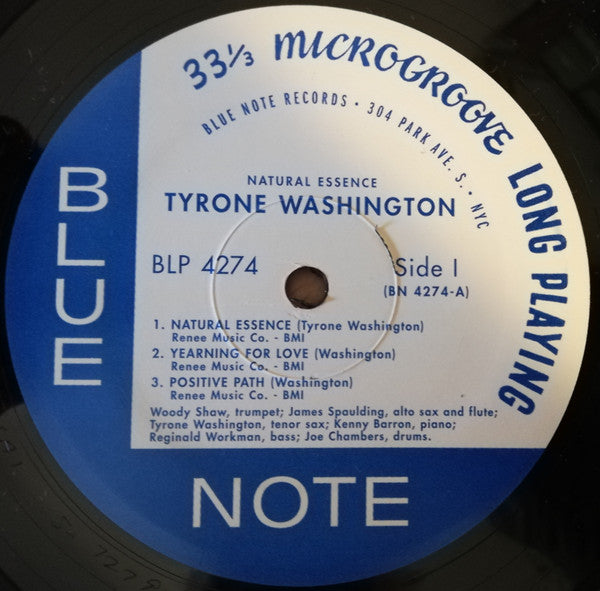 33 1/3 MICROGROOVE LONG PLAYING
BLUE NOTE RECORDS • 304 PARK AVE. S. • NYC
NATURAL ESSENCE
TYRONE WASHINGTON
BLP 4274
Side I
(BN 4274-A)
1. NATURAL ESSENCE (Tyrone Washington)
Renee Music Co. - BMI
2. YEARNING FOR LOVE (Washington)
Renee Music Co. - BMI
3. POSITIVE PATH (Washington)
Renee Music Co. - BMI
Woody Shaw, trumpet; James Spaulding, alto sax and flute;
Tyrone Washington, tenor sax; Kenny Barron, piano;
Reginald Workman, bass; Joe Chambers, drums.
BLUE
NOTE